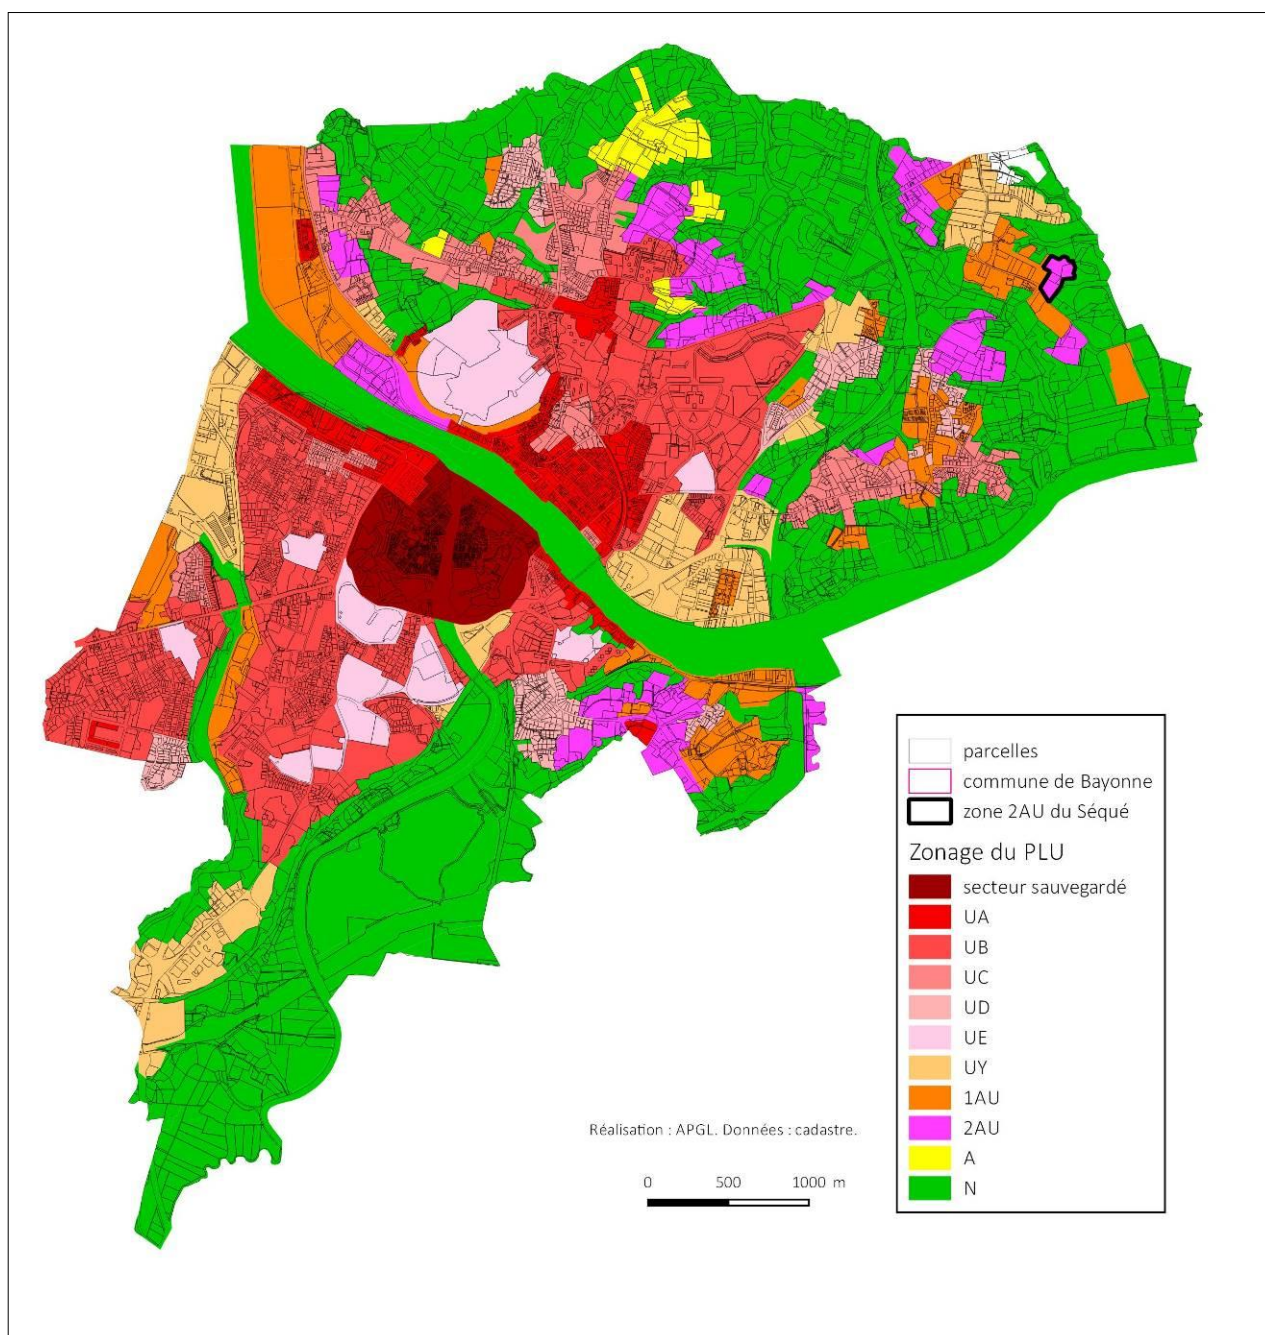 parcelles
commune de Bayonne
zone 2AU du Séqué
Zonage du PLU
secteur sauvegardé
UA
UB
UC
UD
UE
UY
1AU
2AU
A
N
Réalisation : APGL. Données : cadastre.
0 500 1000 m